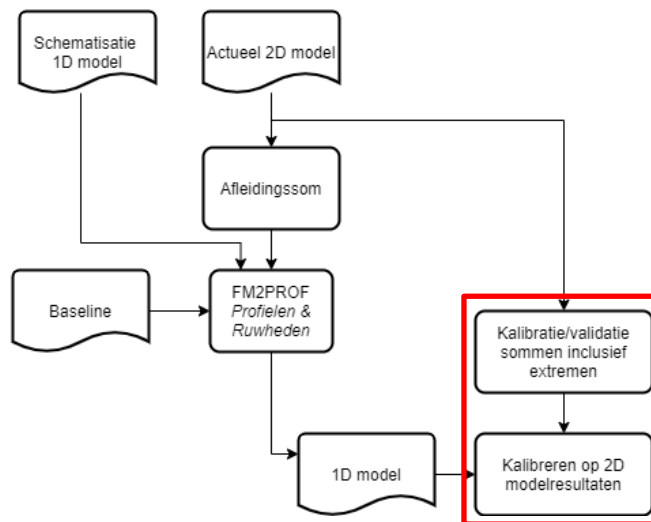 Schematisatie
1D model
Actueel 2D model
Afleidingssom
Baseline
FM2PROF
Profielen &
Ruwheden
Kalibratie/validatie
sommen inclusief
extremen
1D model
Kalibreren op 2D
modelresultaten